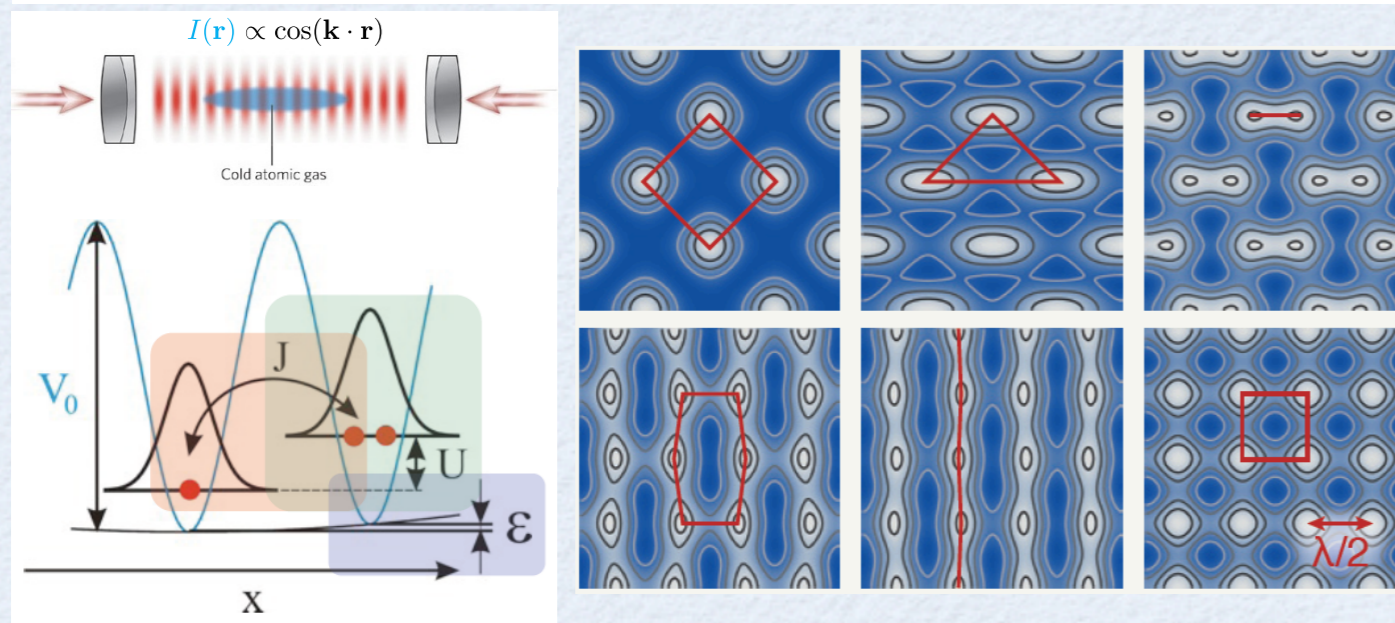 I(r) ∝ cos(k · r)
Cold atomic gas
V₀
J
U
ε
x
λ/2